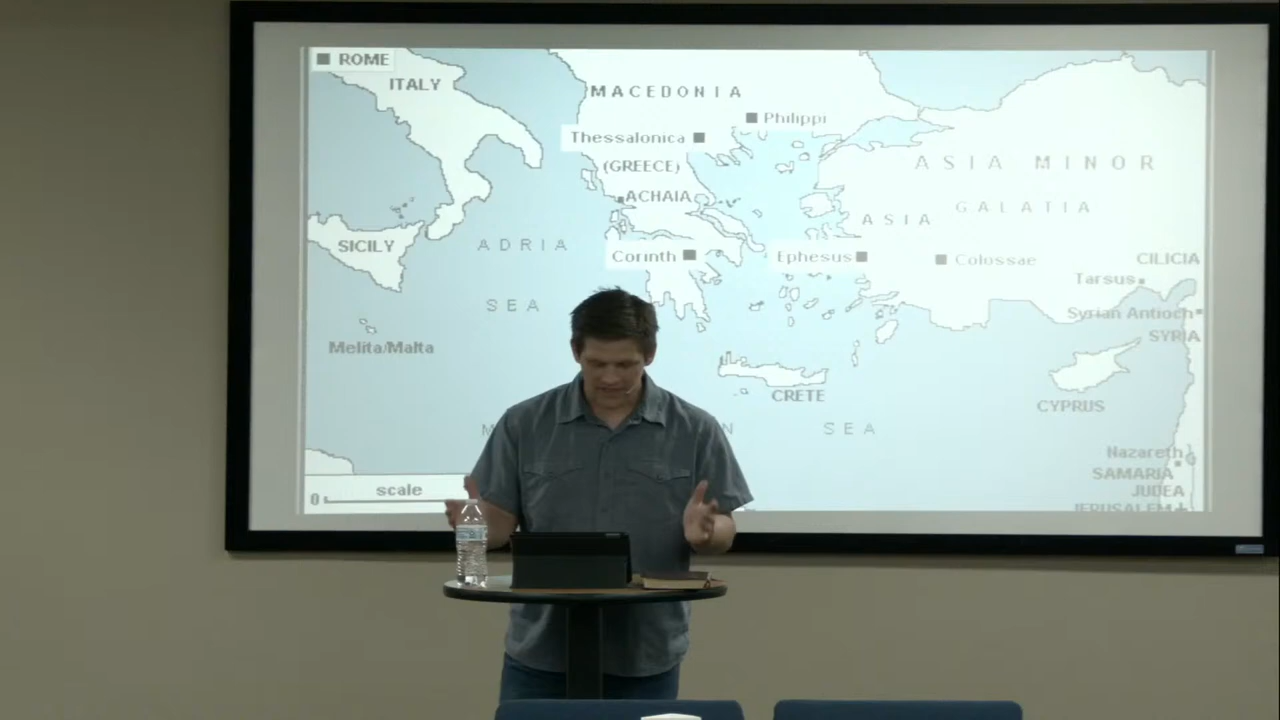 ROME
ITALY
MACEDONIA
Philippi
Thessalonica
(GREECE)
ASIA MINOR
ACHAIA
GALATIA
ASIA
SICILY
ADRIA
Corinth
Ephesus
Colossae
CILICIA
Tarsus
SEA
Syrian Antioch
SYRIA
Melita/Malta
CRETE
CYPRUS
SEA
Nazareth
SAMARIA
JUDEA
scale
0
JERUSALEM